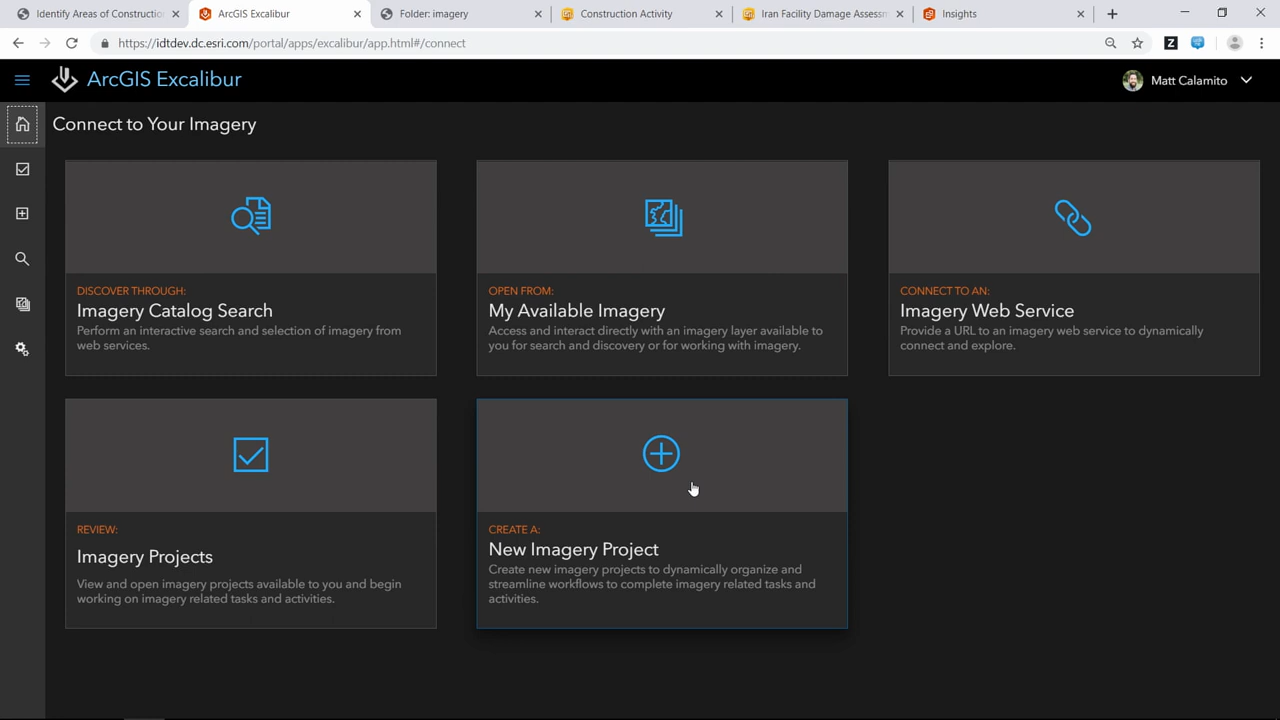 Identify Areas of Constructio
ArcGIS Excalibur
Folder: imagery
Construction Activity
Iran Facility Damage Assessm
Insights
https://idtdev.dc.esri.com/portal/apps/excalibur/app.html#/connect
ArcGIS Excalibur
Matt Calamito
Connect to Your Imagery
DISCOVER THROUGH:
Imagery Catalog Search
Perform an interactive search and selection of imagery from
web services.
OPEN FROM:
My Available Imagery
Access and interact directly with an imagery layer available to
you for search and discovery or for working with imagery.
CONNECT TO AN:
Imagery Web Service
Provide a URL to an imagery web service to dynamically
connect and explore.
REVIEW:
Imagery Projects
View and open imagery projects available to you and begin
working on imagery related tasks and activities.
CREATE A:
New Imagery Project
Create new imagery projects to dynamically organize and
streamline workflows to complete imagery related tasks and
activities.